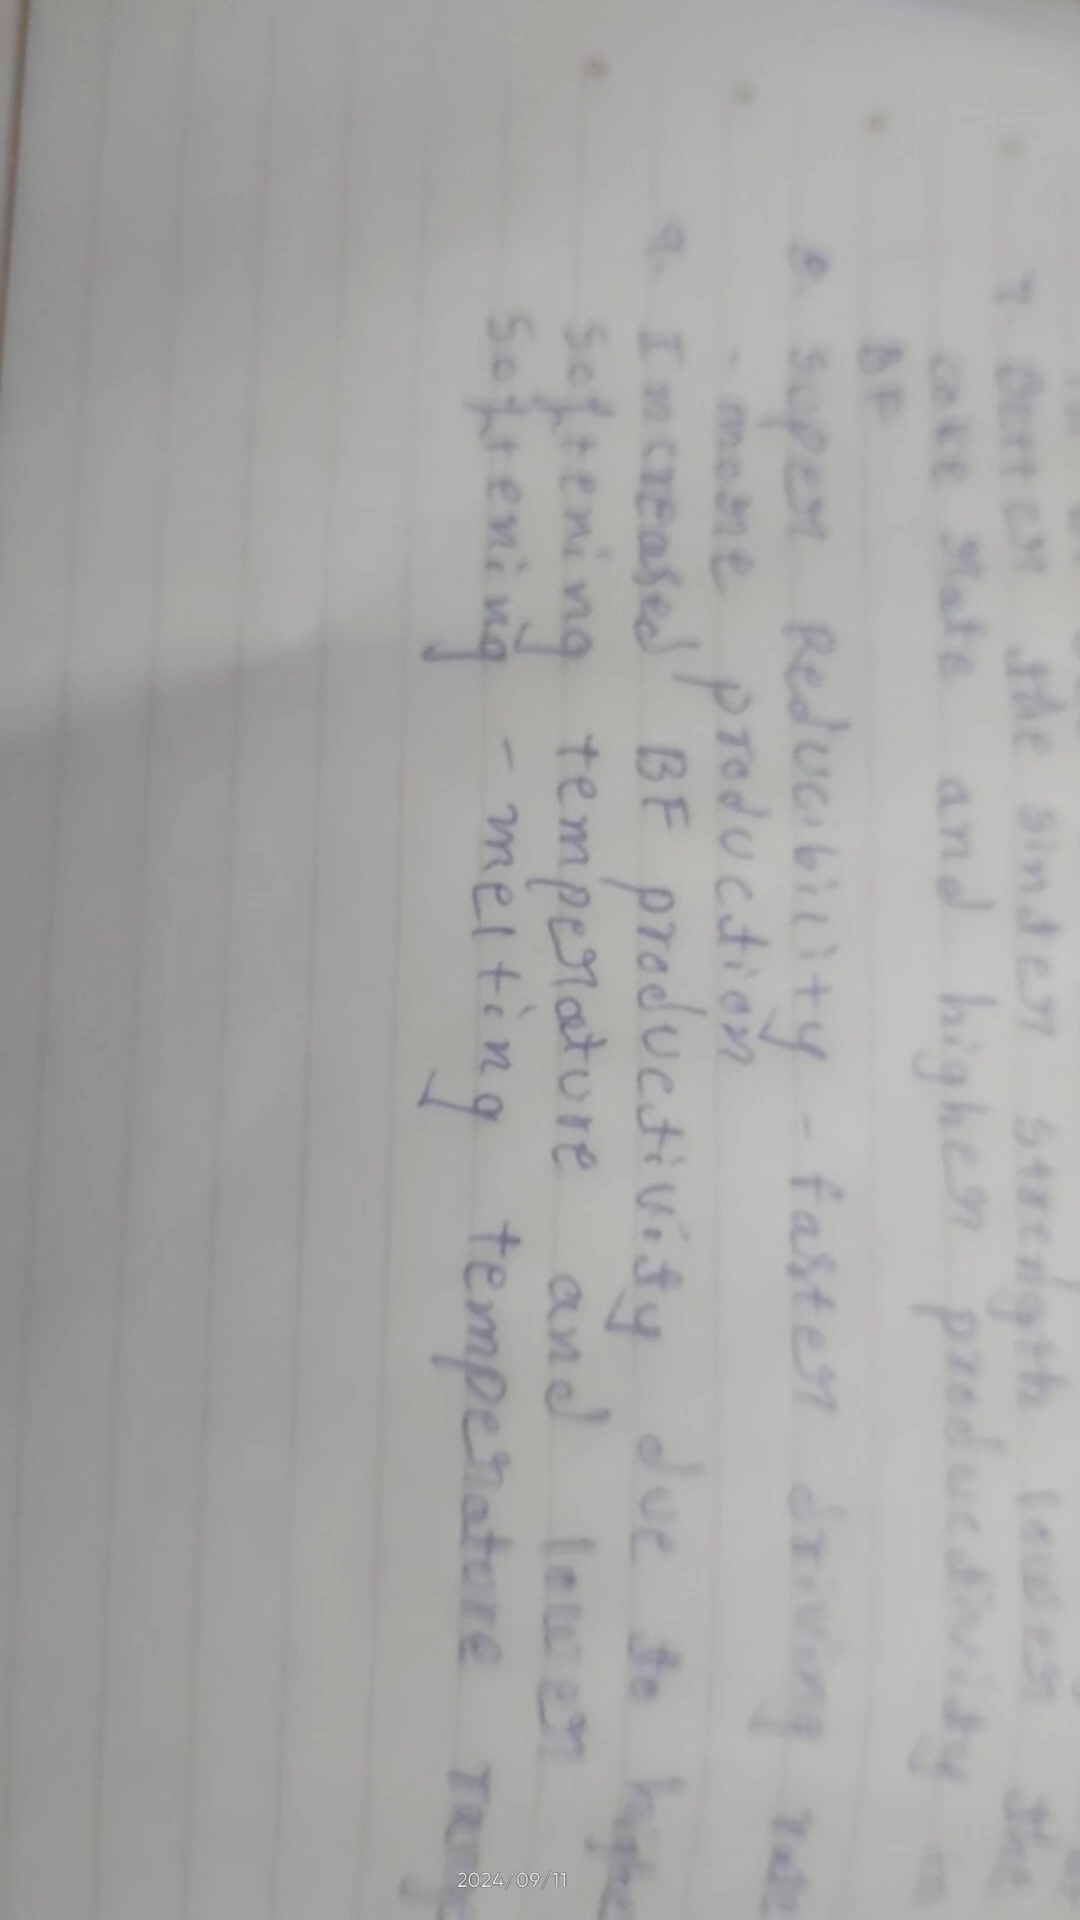 7. Better the sinter strength lower the
coke rate and higher productivity in
BF
8. Super Reducibility - faster driving rate
- more production
9. Increased BF productivity due to higher
softening temperature and lower
softening - melting temperature range
2024/09/11